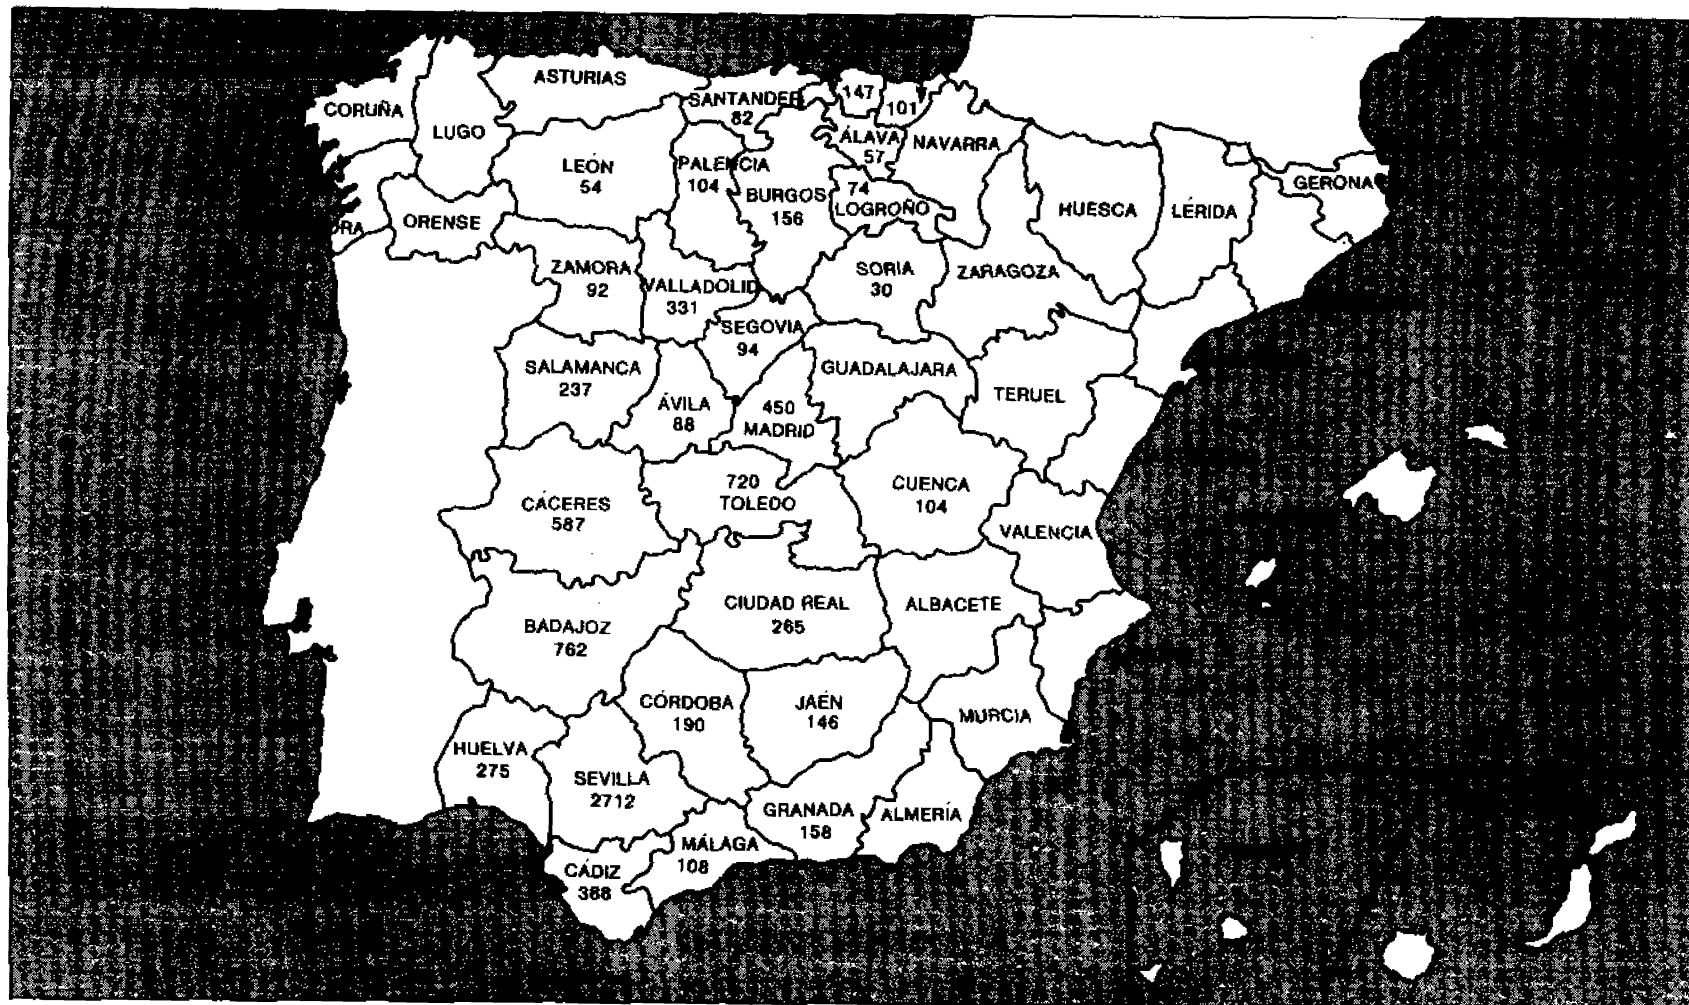 ASTURIAS
CORUÑA
LUGO
SANTANDER
82
147
101
ÁLAVA
57
NAVARRA
LEÓN
54
PALENCIA
104
BURGOS
156
74
LOGROÑO
HUESCA
LÉRIDA
GERONA
ORENSE
ORA
ZAMORA
92
VALLADOLID
331
SORIA
30
ZARAGOZA
SEGOVIA
94
SALAMANCA
237
ÁVILA
88
450
MADRID
GUADALAJARA
TERUEL
CÁCERES
587
720
TOLEDO
CUENCA
104
VALENCIA
BADAJOZ
762
CIUDAD REAL
265
ALBACETE
CÓRDOBA
190
JAÉN
146
MURCIA
HUELVA
275
SEVILLA
2712
GRANADA
158
ALMERÍA
MÁLAGA
108
CÁDIZ
388